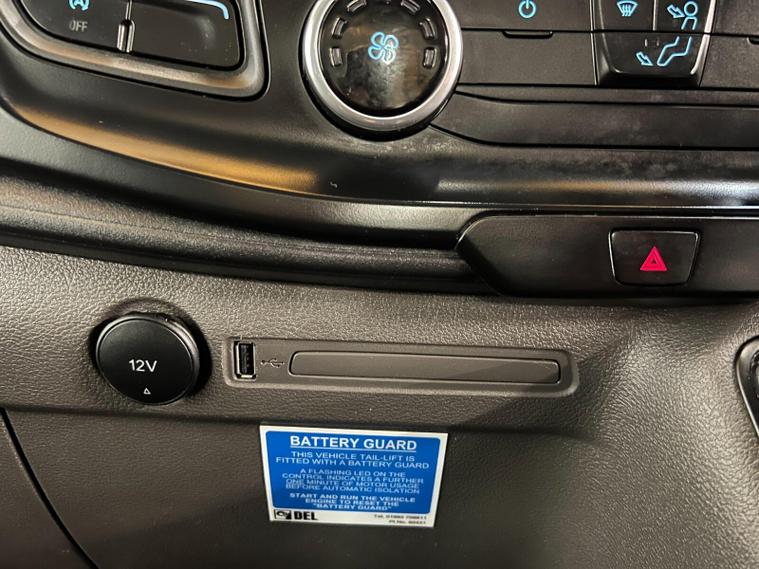 OFF
12V
BATTERY GUARD
THIS VEHICLE TAIL-LIFT IS
FITTED WITH A BATTERY GUARD
A FLASHING LED ON THE
CONTROL INDICATES A FURTHER
ONE MINUTE OF MOTOR USAGE
BEFORE AUTOMATIC ISOLATION
START AND RUN THE VEHICLE
ENGINE TO RESET THE
"BATTERY GUARD"
DEL